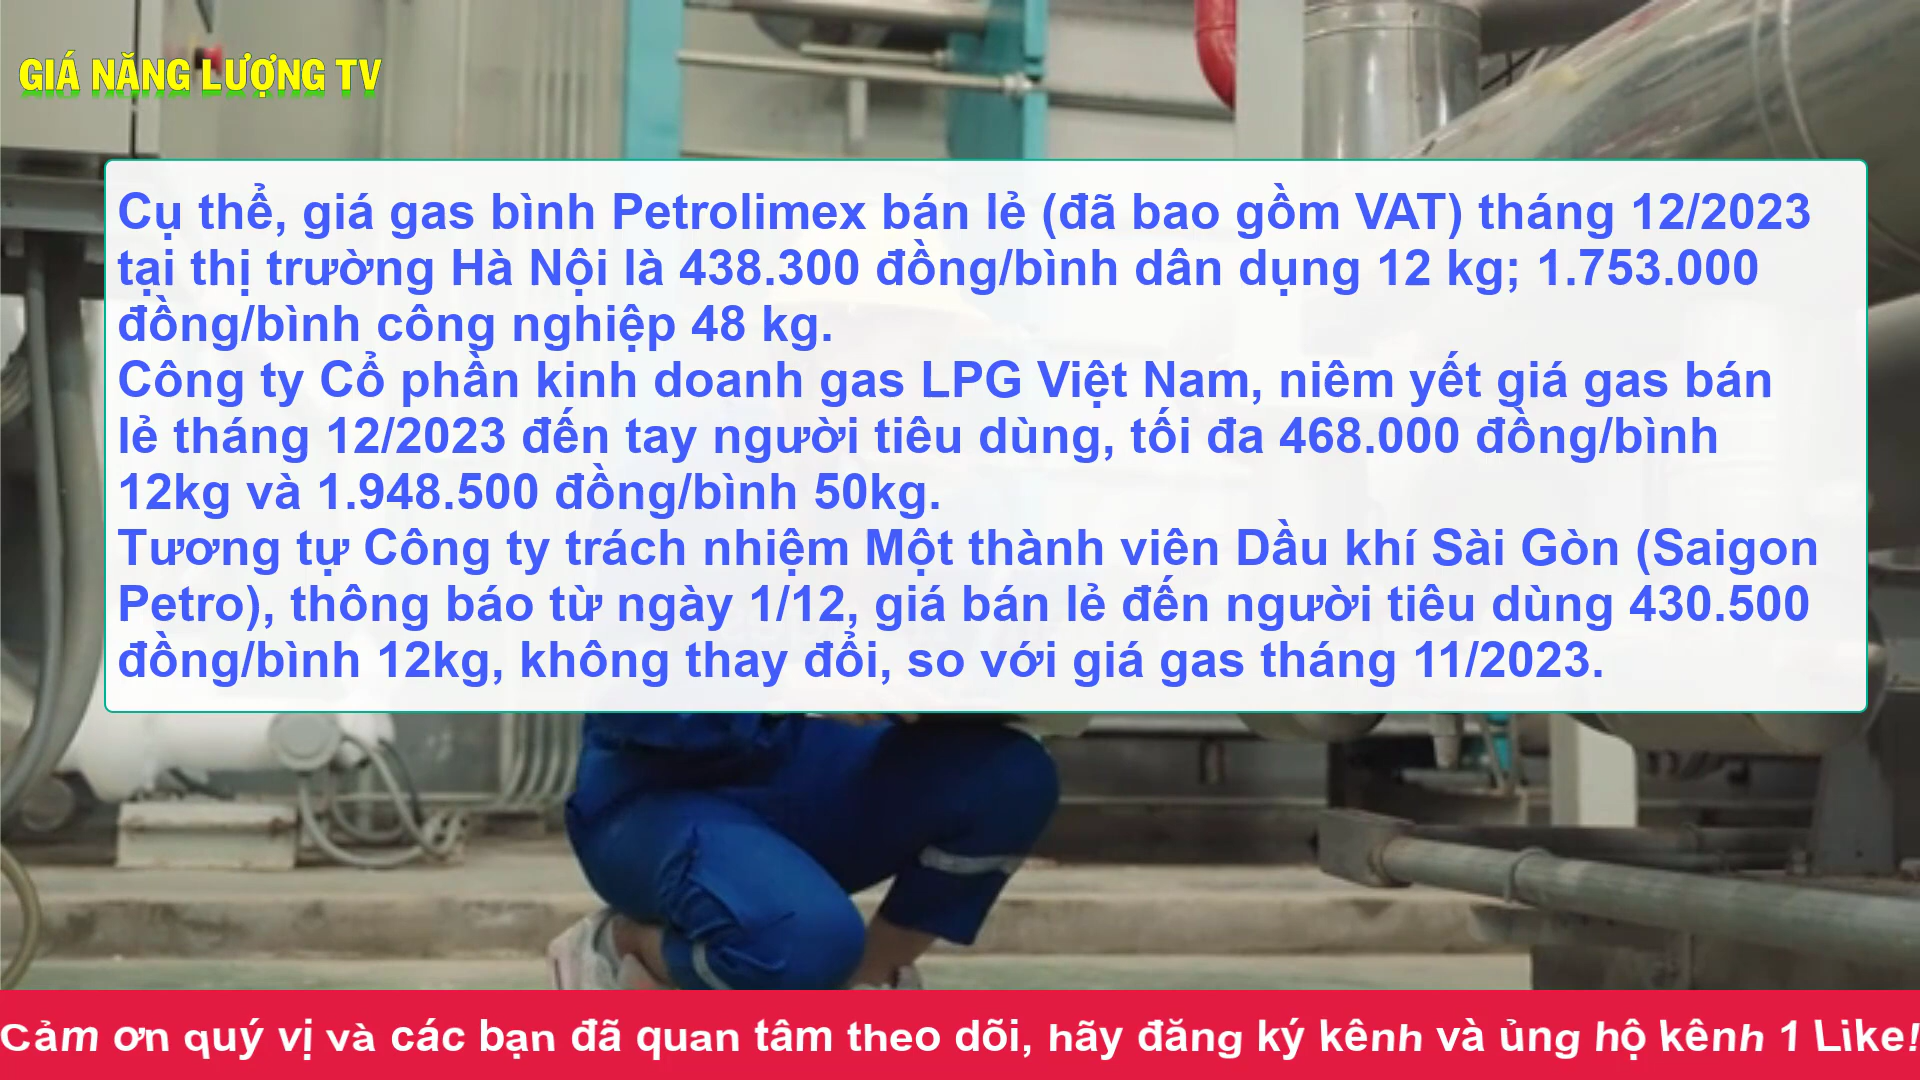 GIÁ NĂNG LƯỢNG TV
Cụ thể, giá gas bình Petrolimex bán lẻ (đã bao gồm VAT) tháng 12/2023
tại thị trường Hà Nội là 438.300 đồng/bình dân dụng 12 kg; 1.753.000
đồng/bình công nghiệp 48 kg.
Công ty Cổ phần kinh doanh gas LPG Việt Nam, niêm yết giá gas bán
lẻ tháng 12/2023 đến tay người tiêu dùng, tối đa 468.000 đồng/bình
12kg và 1.948.500 đồng/bình 50kg.
Tương tự Công ty trách nhiệm Một thành viên Dầu khí Sài Gòn (Saigon
Petro), thông báo từ ngày 1/12, giá bán lẻ đến người tiêu dùng 430.500
đồng/bình 12kg, không thay đổi, so với giá gas tháng 11/2023.
Cảm ơn quý vị và các bạn đã quan tâm theo dõi, hãy đăng ký kênh và ủng hộ kênh 1 Like!